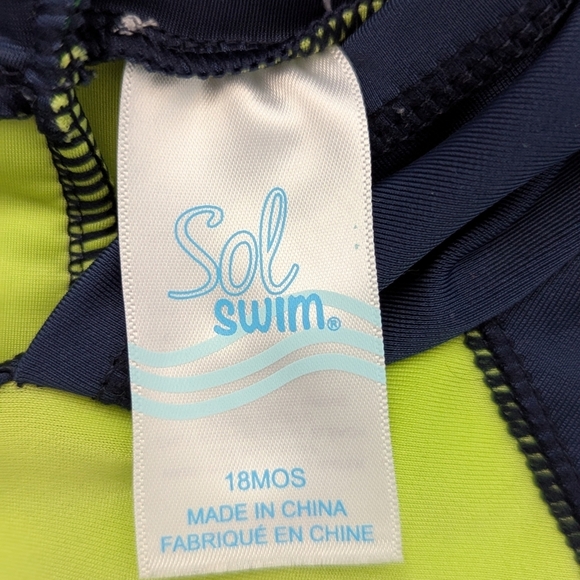 Sol
swim®
18MOS
MADE IN CHINA
FABRIQUÉ EN CHINE